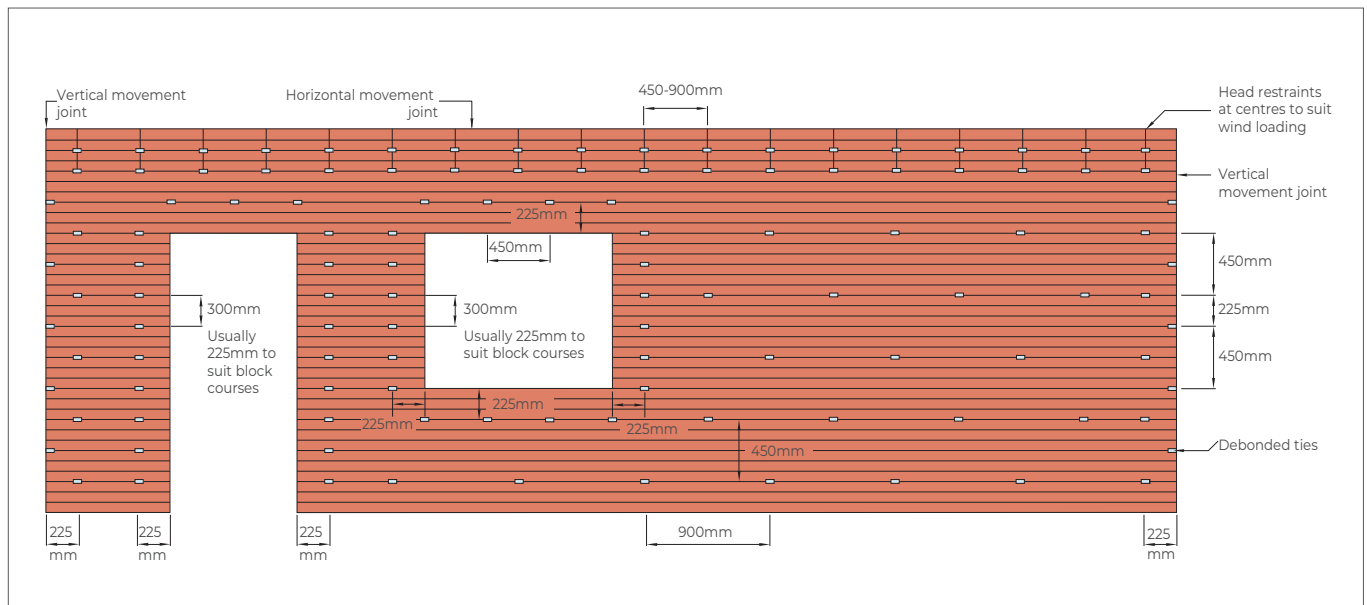 Vertical movement
joint
Horizontal movement
joint
450-900mm
Head restraints
at centres to suit
wind loading
Vertical
movement joint
225mm
450mm
300mm
Usually
225mm to
suit block
courses
300mm
Usually 225mm to
suit block courses
450mm
225mm
450mm
225mm
225mm
225mm
450mm
Debonded ties
225
mm
225
mm
225
mm
900mm
225
mm